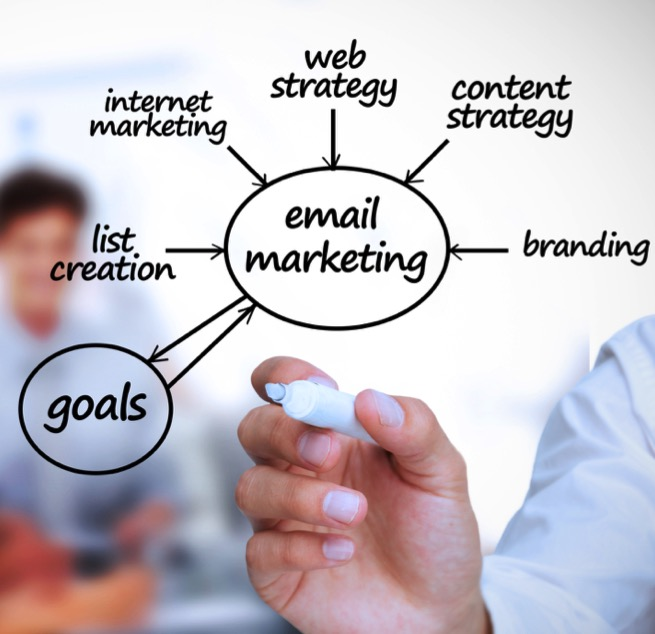 web
strategy
internet
marketing
content
strategy
email
marketing
list
creation
branding
goals